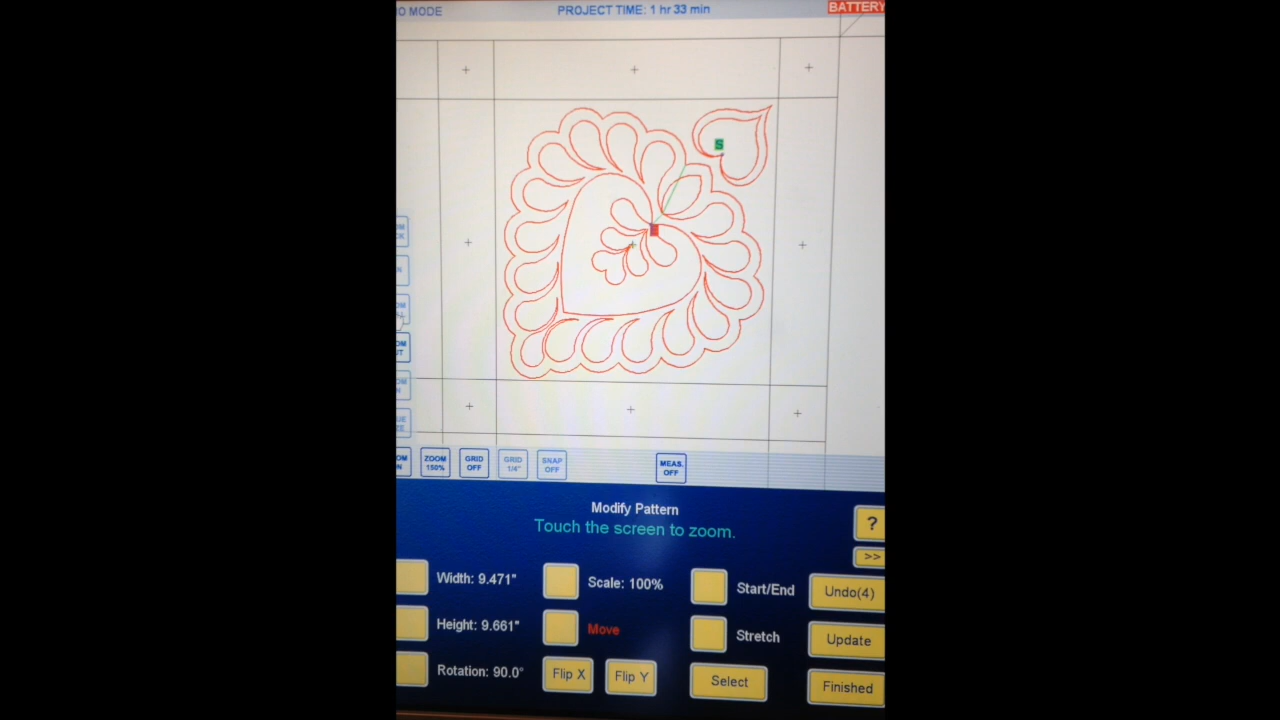 O MODE
PROJECT TIME: 1 hr 33 min
BATTERY
S
ZOOM 150%
GRID OFF
GRID 1/4"
SNAP OFF
MEAS. OFF
Modify Pattern
Touch the screen to zoom.
?
>>
Width: 9.471"
Scale: 100%
Start/End
Undo(4)
Height: 9.661"
Move
Stretch
Update
Rotation: 90.0°
Flip X
Flip Y
Select
Finished